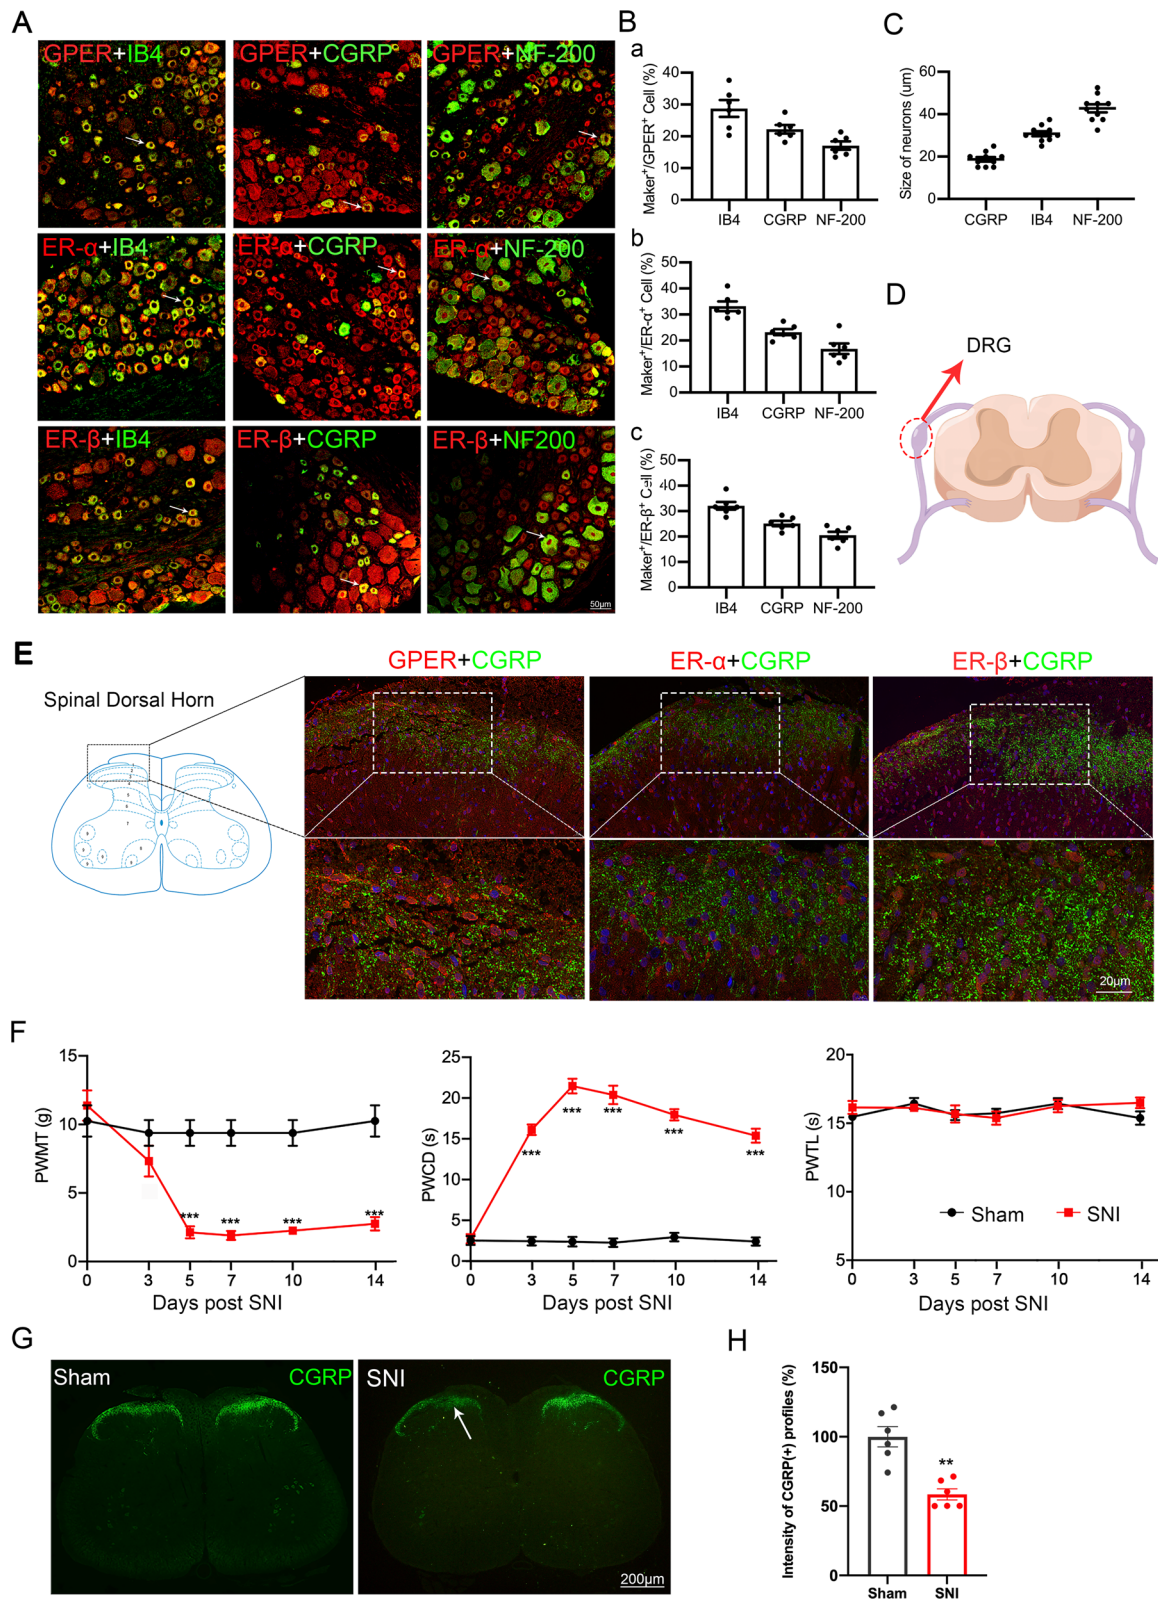 A
GPER+IB4
GPER+CGRP
GPER+NF-200
ER-α+IB4
ER-α+CGRP
ER-α+NF-200
ER-β+IB4
ER-β+CGRP
ER-β+NF200
50μm
B
a
Maker⁺/GPER⁺ Cell (%)
40
30
20
10
0
IB4 CGRP NF-200
b
Maker⁺/ER-α⁺ Cell (%)
50
40
30
20
10
0
IB4 CGRP NF-200
c
Maker⁺/ER-β⁺ Cell (%)
50
40
30
20
10
0
IB4 CGRP NF-200
C
Size of neurons (um)
60
40
20
0
CGRP IB4 NF-200
D
DRG
E
Spinal Dorsal Horn
GPER+CGRP
ER-α+CGRP
ER-β+CGRP
20μm
F
PWMT (g)
15
10
5
0
*** *** *** ***
0 3 5 7 10 14
Days post SNI
PWCD (s)
25
20
15
10
5
0
*** *** *** *** ***
0 3 5 7 10 14
Days post SNI
PWTL (s)
20
15
10
5
Sham SNI
0 3 5 7 10 14
Days post SNI
G
Sham CGRP
SNI CGRP
200μm
H
Intensity of CGRP(+) profiles (%)
150
100
50
0
**
Sham SNI